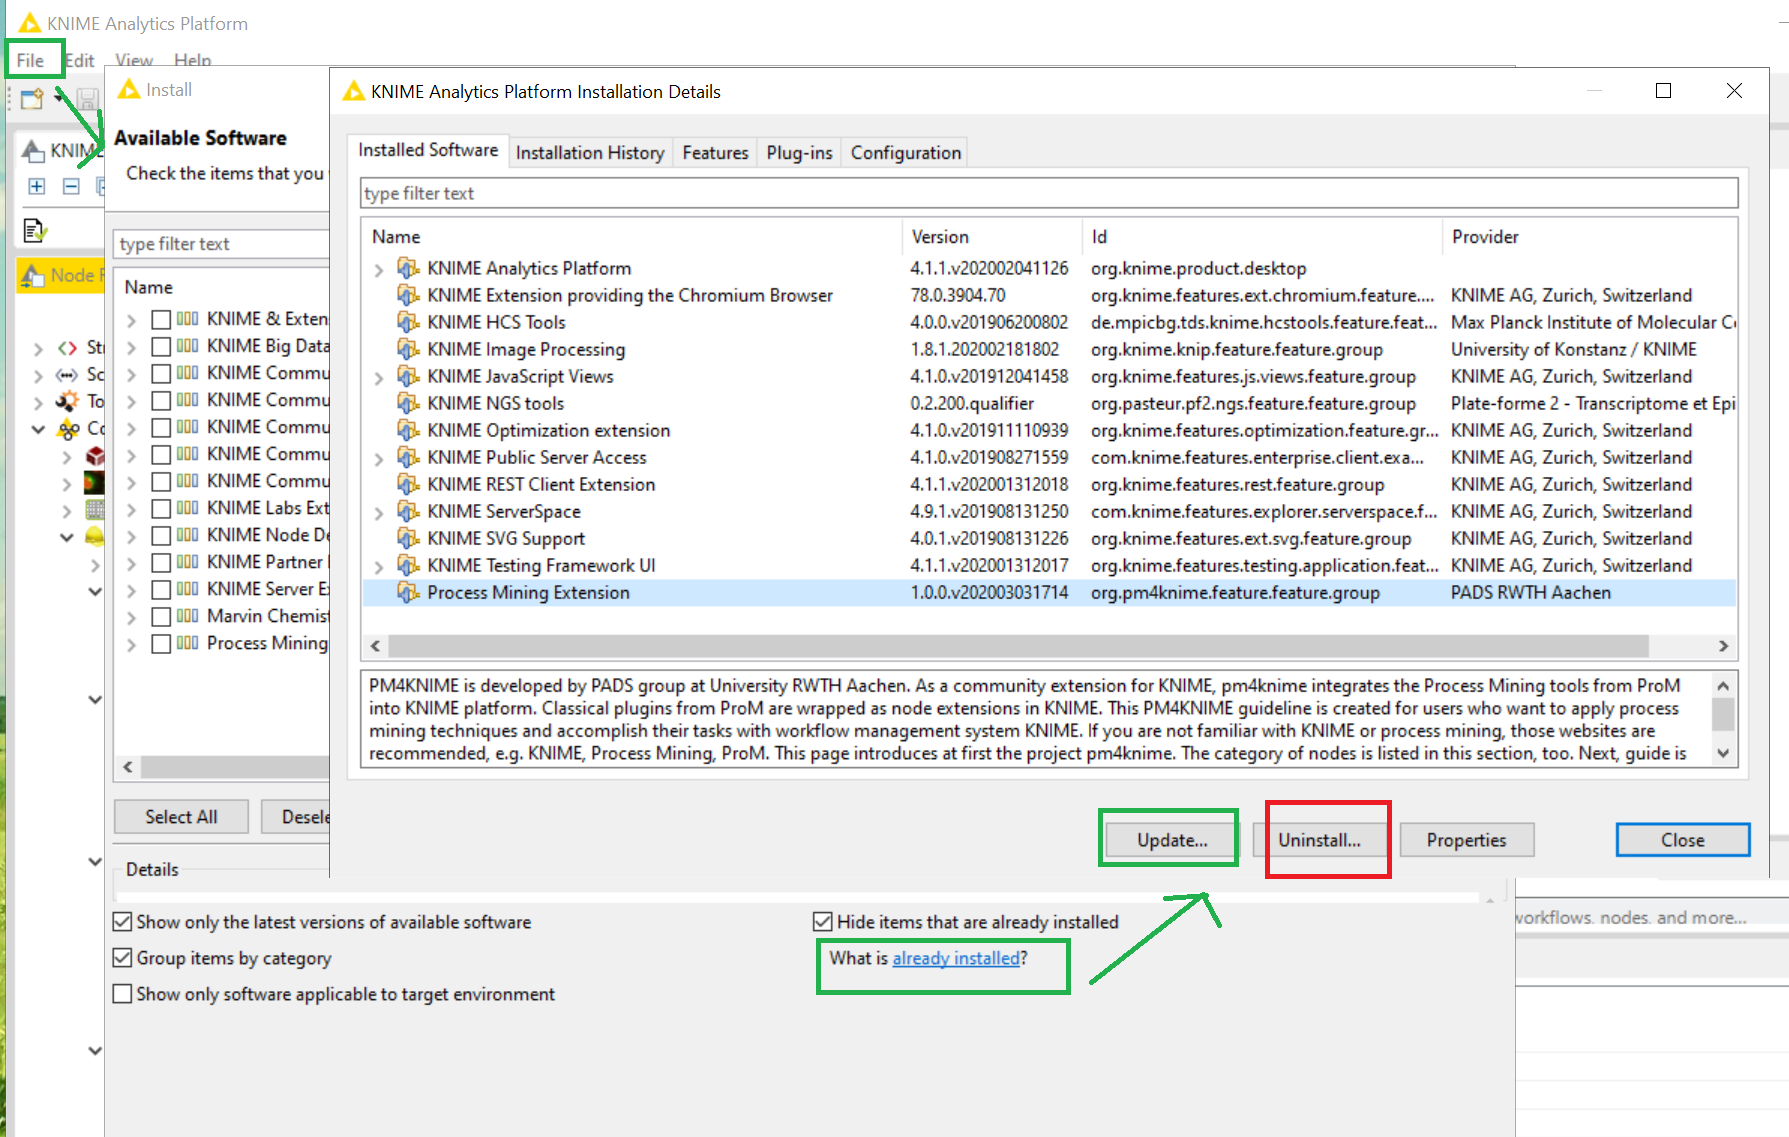 KNIME Analytics Platform
File Edit View Help
Install
Available Software
Check the items that you
KNIME
Node
type filter text
Name
KNIME & Exten
KNIME Big Data
KNIME Commu
KNIME Commu
KNIME Commu
KNIME Commu
KNIME Commu
KNIME Labs Ext
KNIME Node De
KNIME Partner
KNIME Server Ex
Marvin Chemist
Process Mining
Select All Desele
Details
KNIME Analytics Platform Installation Details
Installed Software Installation History Features Plug-ins Configuration
type filter text
Name Version Id Provider
KNIME Analytics Platform 4.1.1.v202002041126 org.knime.product.desktop
KNIME Extension providing the Chromium Browser 78.0.3904.70 org.knime.features.ext.chromium.feature.... KNIME AG, Zurich, Switzerland
KNIME HCS Tools 4.0.0.v201906200802 de.mpicbg.tds.knime.hcstools.feature.feat... Max Planck Institute of Molecular C
KNIME Image Processing 1.8.1.202002181802 org.knime.knip.feature.feature.group University of Konstanz / KNIME
KNIME JavaScript Views 4.1.0.v201912041458 org.knime.features.js.views.feature.group KNIME AG, Zurich, Switzerland
KNIME NGS tools 0.2.200.qualifier org.pasteur.pf2.ngs.feature.feature.group Plate-forme 2 - Transcriptome et Epi
KNIME Optimization extension 4.1.0.v201911110939 org.knime.features.optimization.feature.gr... KNIME AG, Zurich, Switzerland
KNIME Public Server Access 4.1.0.v201908271559 com.knime.features.enterprise.client.exa... KNIME AG, Zurich, Switzerland
KNIME REST Client Extension 4.1.1.v202001312018 org.knime.features.rest.feature.group KNIME AG, Zurich, Switzerland
KNIME ServerSpace 4.9.1.v201908131250 com.knime.features.explorer.serverspace.f... KNIME AG, Zurich, Switzerland
KNIME SVG Support 4.0.1.v201908131226 org.knime.features.ext.svg.feature.group KNIME AG, Zurich, Switzerland
KNIME Testing Framework UI 4.1.1.v202001312017 org.knime.features.testing.application.feat... KNIME AG, Zurich, Switzerland
Process Mining Extension 1.0.0.v202003031714 org.pm4knime.feature.feature.group PADS RWTH Aachen
PM4KNIME is developed by PADS group at University RWTH Aachen. As a community extension for KNIME, pm4knime integrates the Process Mining tools from ProM
into KNIME platform. Classical plugins from ProM are wrapped as node extensions in KNIME. This PM4KNIME guideline is created for users who want to apply process
mining techniques and accomplish their tasks with workflow management system KNIME. If you are not familiar with KNIME or process mining, those websites are
recommended, e.g. KNIME, Process Mining, ProM. This page introduces at first the project pm4knime. The category of nodes is listed in this section, too. Next, guide is
Update... Uninstall... Properties Close
Show only the latest versions of available software Hide items that are already installed
Group items by category What is already installed?
Show only software applicable to target environment
workflows, nodes, and more...